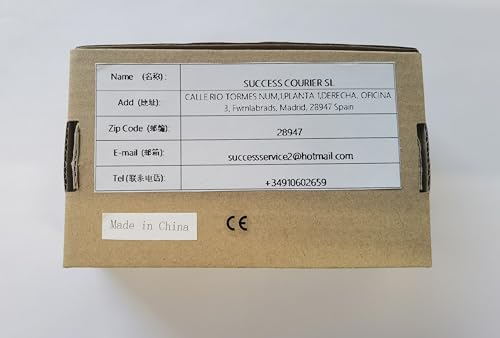 Name (名称): SUCCESS COURIER SL
Add (地址): CALLE RIO TORMES NUM,1,PLANTA 1,DERECHA, OFICINA
3, Fwmlabrads, Madrid, 28947 Spain
Zip Code (邮编): 28947
E-mail (邮箱): successservice2@hotmail.com
Tel (联系电话): +34910602659
Made in China
CE